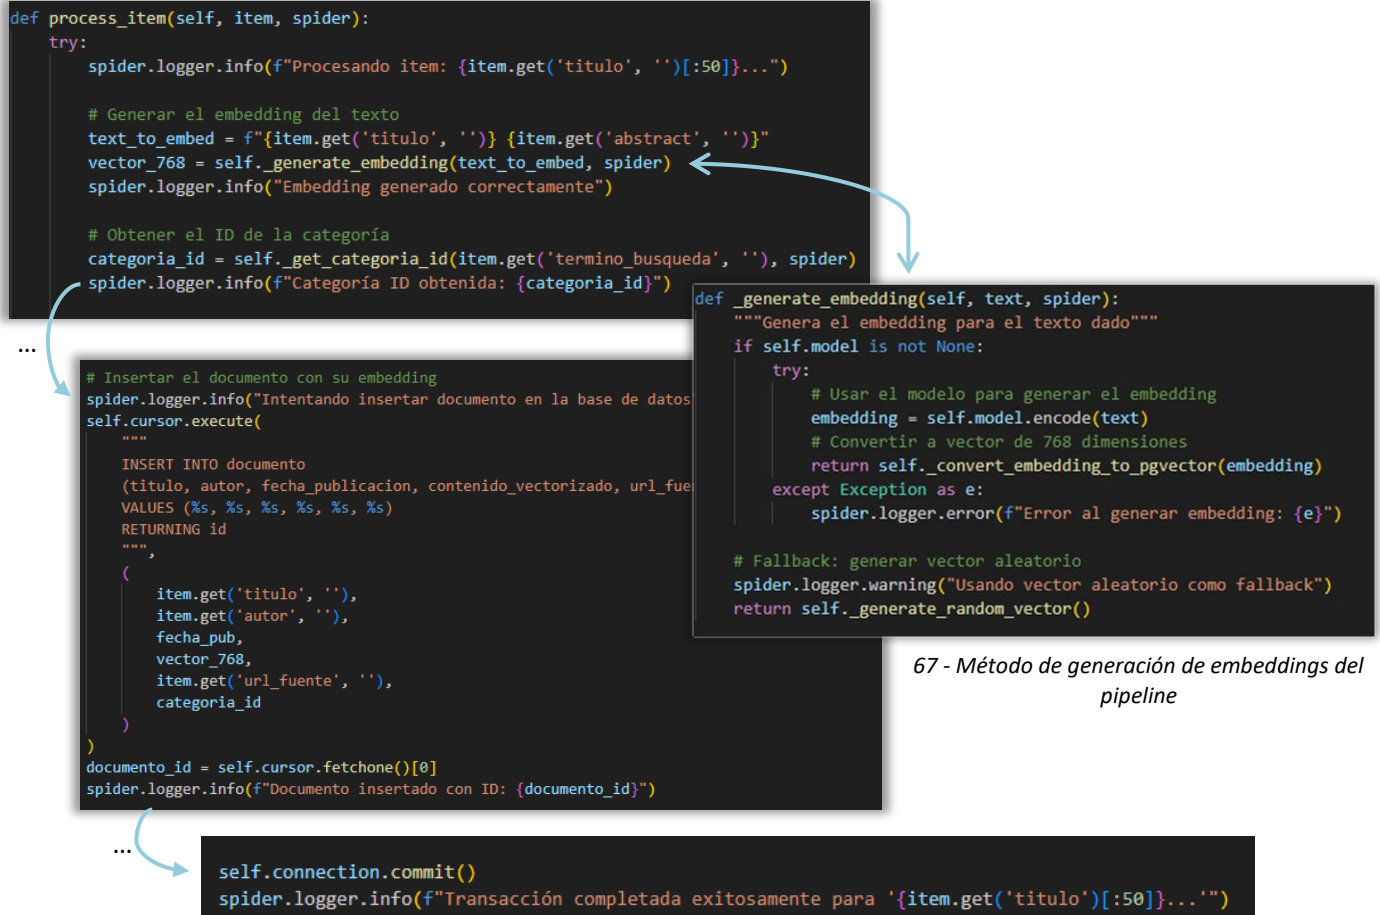 def process_item(self, item, spider):
    try:
        spider.logger.info(f"Procesando item: {item.get('titulo', '')[:50]}...")

        # Generar el embedding del texto
        text_to_embed = f"{item.get('titulo', '')} {item.get('abstract', '')}"
        vector_768 = self._generate_embedding(text_to_embed, spider)
        spider.logger.info("Embedding generado correctamente")

        # Obtener el ID de la categoría
        categoria_id = self._get_categoria_id(item.get('termino_busqueda', ''), spider)
        spider.logger.info(f"Categoría ID obtenida: {categoria_id}")
...
def _generate_embedding(self, text, spider):
    """Genera el embedding para el texto dado"""
    if self.model is not None:
        try:
            # Usar el modelo para generar el embedding
            embedding = self.model.encode(text)
            # Convertir a vector de 768 dimensiones
            return self._convert_embedding_to_pgvector(embedding)
        except Exception as e:
            spider.logger.error(f"Error al generar embedding: {e}")

    # Fallback: generar vector aleatorio
    spider.logger.warning("Usando vector aleatorio como fallback")
    return self._generate_random_vector()
67 - Método de generación de embeddings del
pipeline
# Insertar el documento con su embedding
spider.logger.info("Intentando insertar documento en la base de datos
self.cursor.execute(
    """
    INSERT INTO documento
    (titulo, autor, fecha_publicacion, contenido_vectorizado, url_fue
    VALUES (%s, %s, %s, %s, %s, %s)
    RETURNING id
    """,
    (
        item.get('titulo', ''),
        item.get('autor', ''),
        fecha_pub,
        vector_768,
        item.get('url_fuente', ''),
        categoria_id
    )
)
documento_id = self.cursor.fetchone()[0]
spider.logger.info(f"Documento insertado con ID: {documento_id}")
...
self.connection.commit()
spider.logger.info(f"Transacción completada exitosamente para '{item.get('titulo')[:50]}...'")